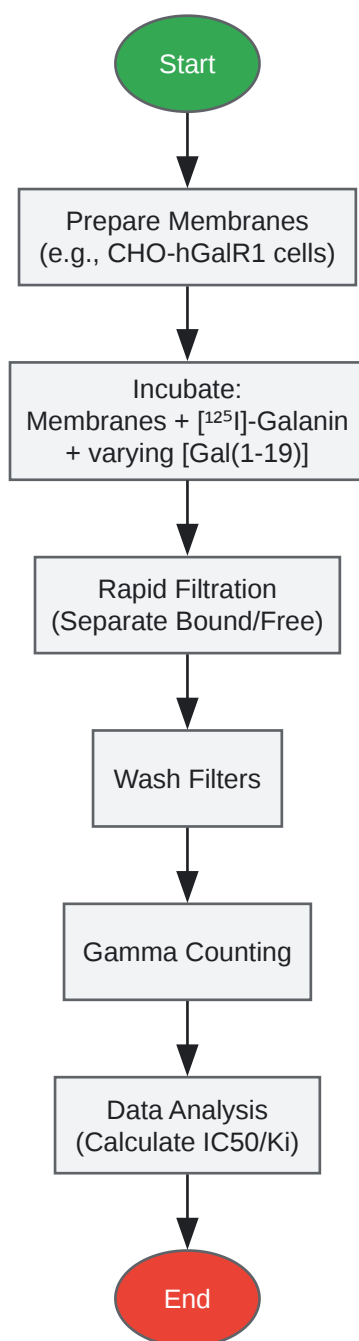 Start
Prepare Membranes
(e.g., CHO-hGalR1 cells)
Incubate:
Membranes + [¹²⁵I]-Galanin
+ varying [Gal(1-19)]
Rapid Filtration
(Separate Bound/Free)
Wash Filters
Gamma Counting
Data Analysis
(Calculate IC50/Ki)
End